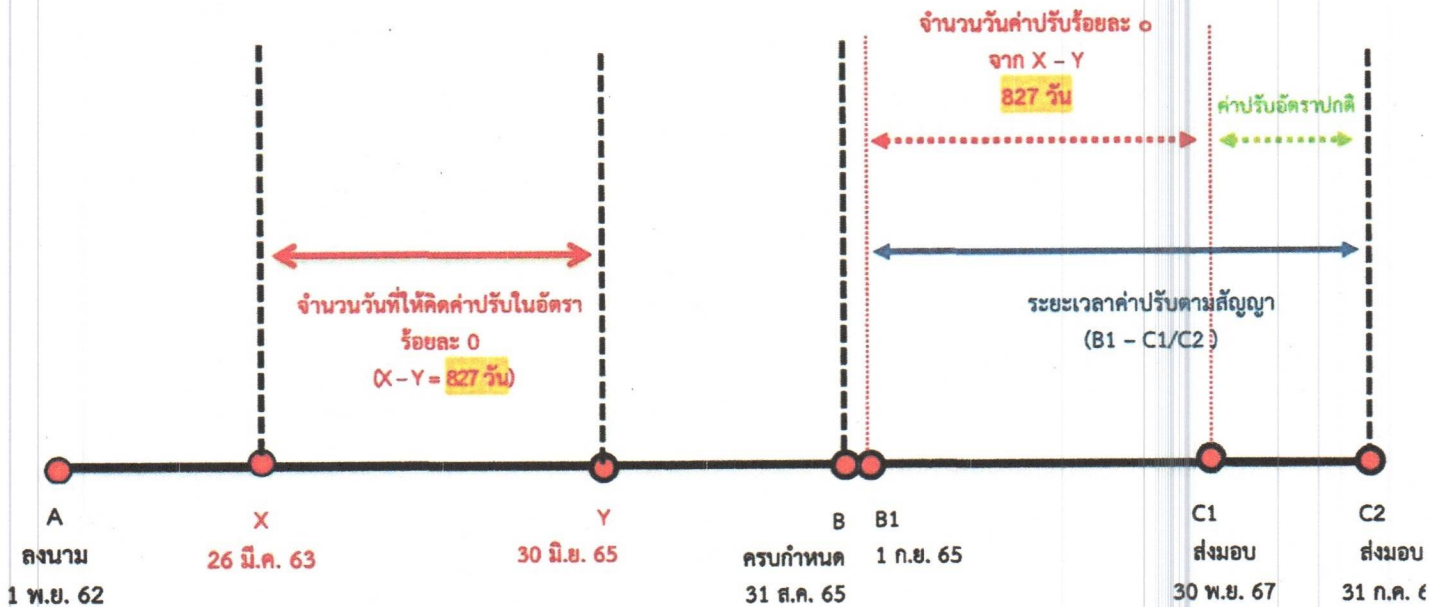 จำนวนวันค่าปรับร้อยละ ๐
จาก X – Y
827 วัน
ค่าปรับอัตราปกติ
จำนวนวันที่ให้คิดค่าปรับในอัตรา
ร้อยละ 0
(X – Y = 827 วัน)
ระยะเวลาค่าปรับตามสัญญา
(B1 – C1/C2 )
A
ลงนาม
1 พ.ย. 62
X
26 มี.ค. 63
Y
30 มิ.ย. 65
B
ครบกำหนด
31 ส.ค. 65
B1
1 ก.ย. 65
C1
ส่งมอบ
30 พ.ย. 67
C2
ส่งมอบ
31 ก.ค.